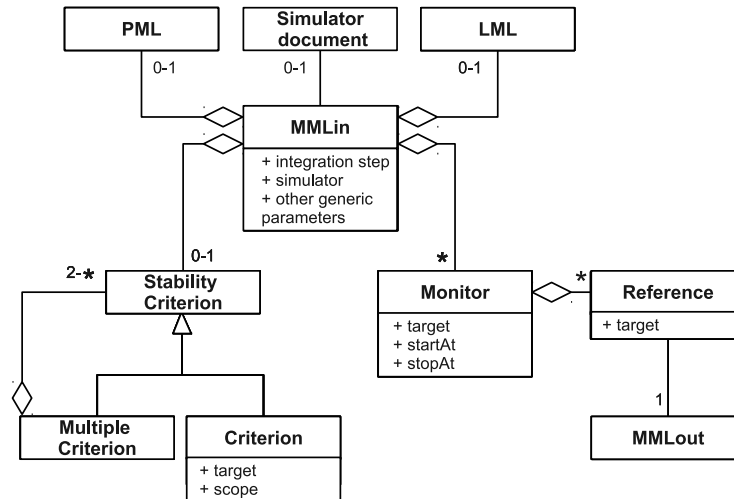 PML
Simulator
document
LML
0-1
0-1
0-1
MMLin
+ integration step
+ simulator
+ other generic
parameters
2-*
0-1
*
*
Stability
Criterion
Monitor
+ target
+ startAt
+ stopAt
Reference
+ target
1
Multiple
Criterion
Criterion
+ target
+ scope
MMLout